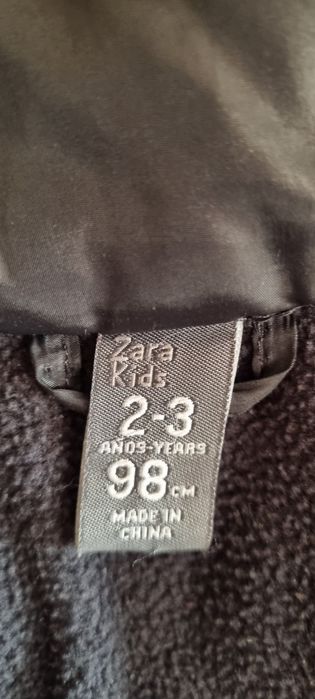 Zara
Kids
2-3
AÑOS-YEARS
98 CM
MADE IN
CHINA